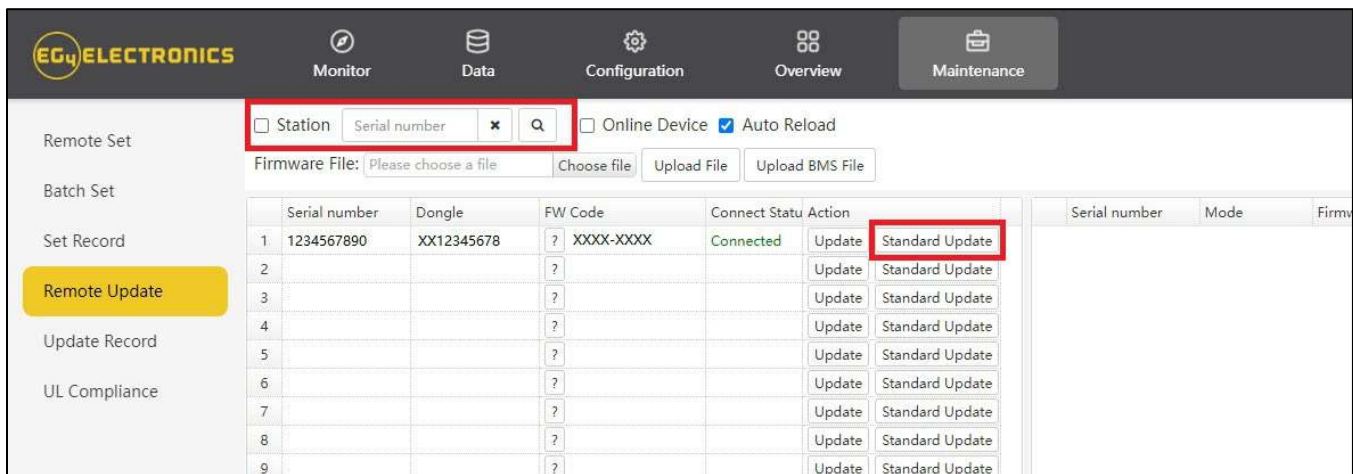 EG4 ELECTRONICS
Monitor
Data
Configuration
Overview
Maintenance
Remote Set
Batch Set
Set Record
Remote Update
Update Record
UL Compliance
Station Serial number Online Device Auto Reload
Firmware File: Please choose a file Choose file Upload File Upload BMS File
Serial number Dongle FW Code Connect Statu Action Serial number Mode Firmw
1 1234567890 XX12345678 ? XXXX-XXXX Connected Update Standard Update
2 ? Update Standard Update
3 ? Update Standard Update
4 ? Update Standard Update
5 ? Update Standard Update
6 ? Update Standard Update
7 ? Update Standard Update
8 ? Update Standard Update
9 ? Update Standard Update